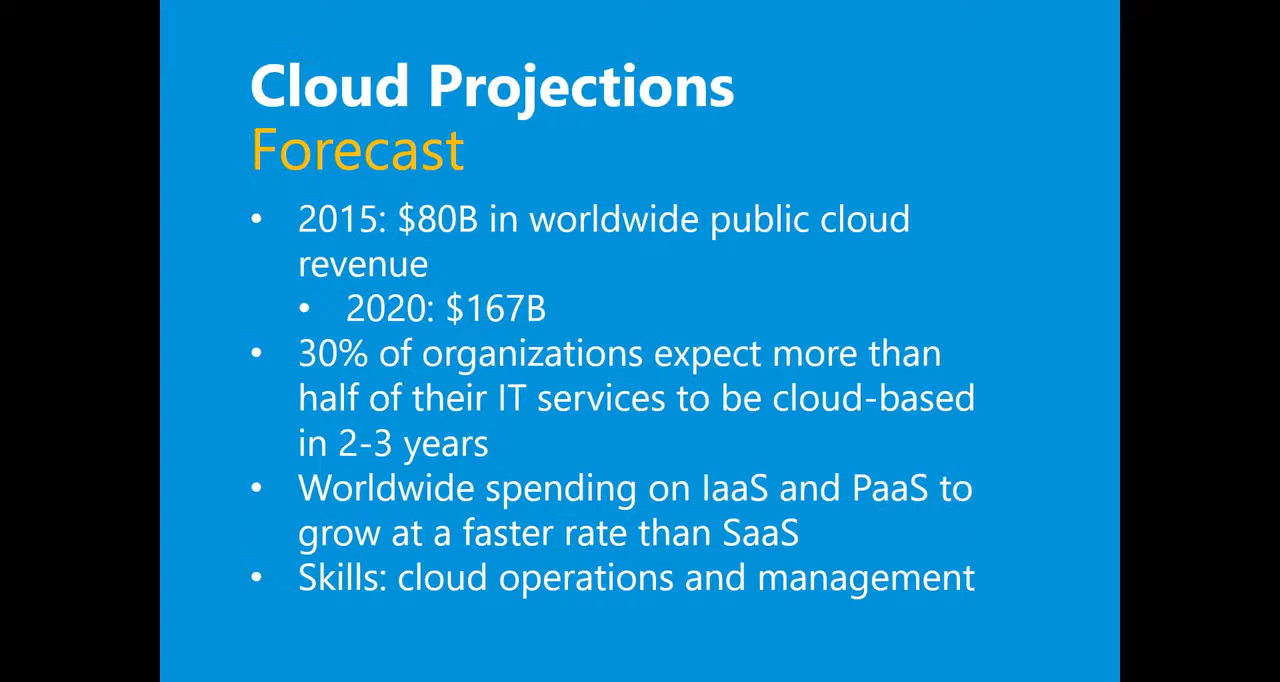 Cloud Projections
Forecast
• 2015: $80B in worldwide public cloud
revenue
• 2020: $167B
• 30% of organizations expect more than
half of their IT services to be cloud-based
in 2-3 years
• Worldwide spending on IaaS and PaaS to
grow at a faster rate than SaaS
• Skills: cloud operations and management